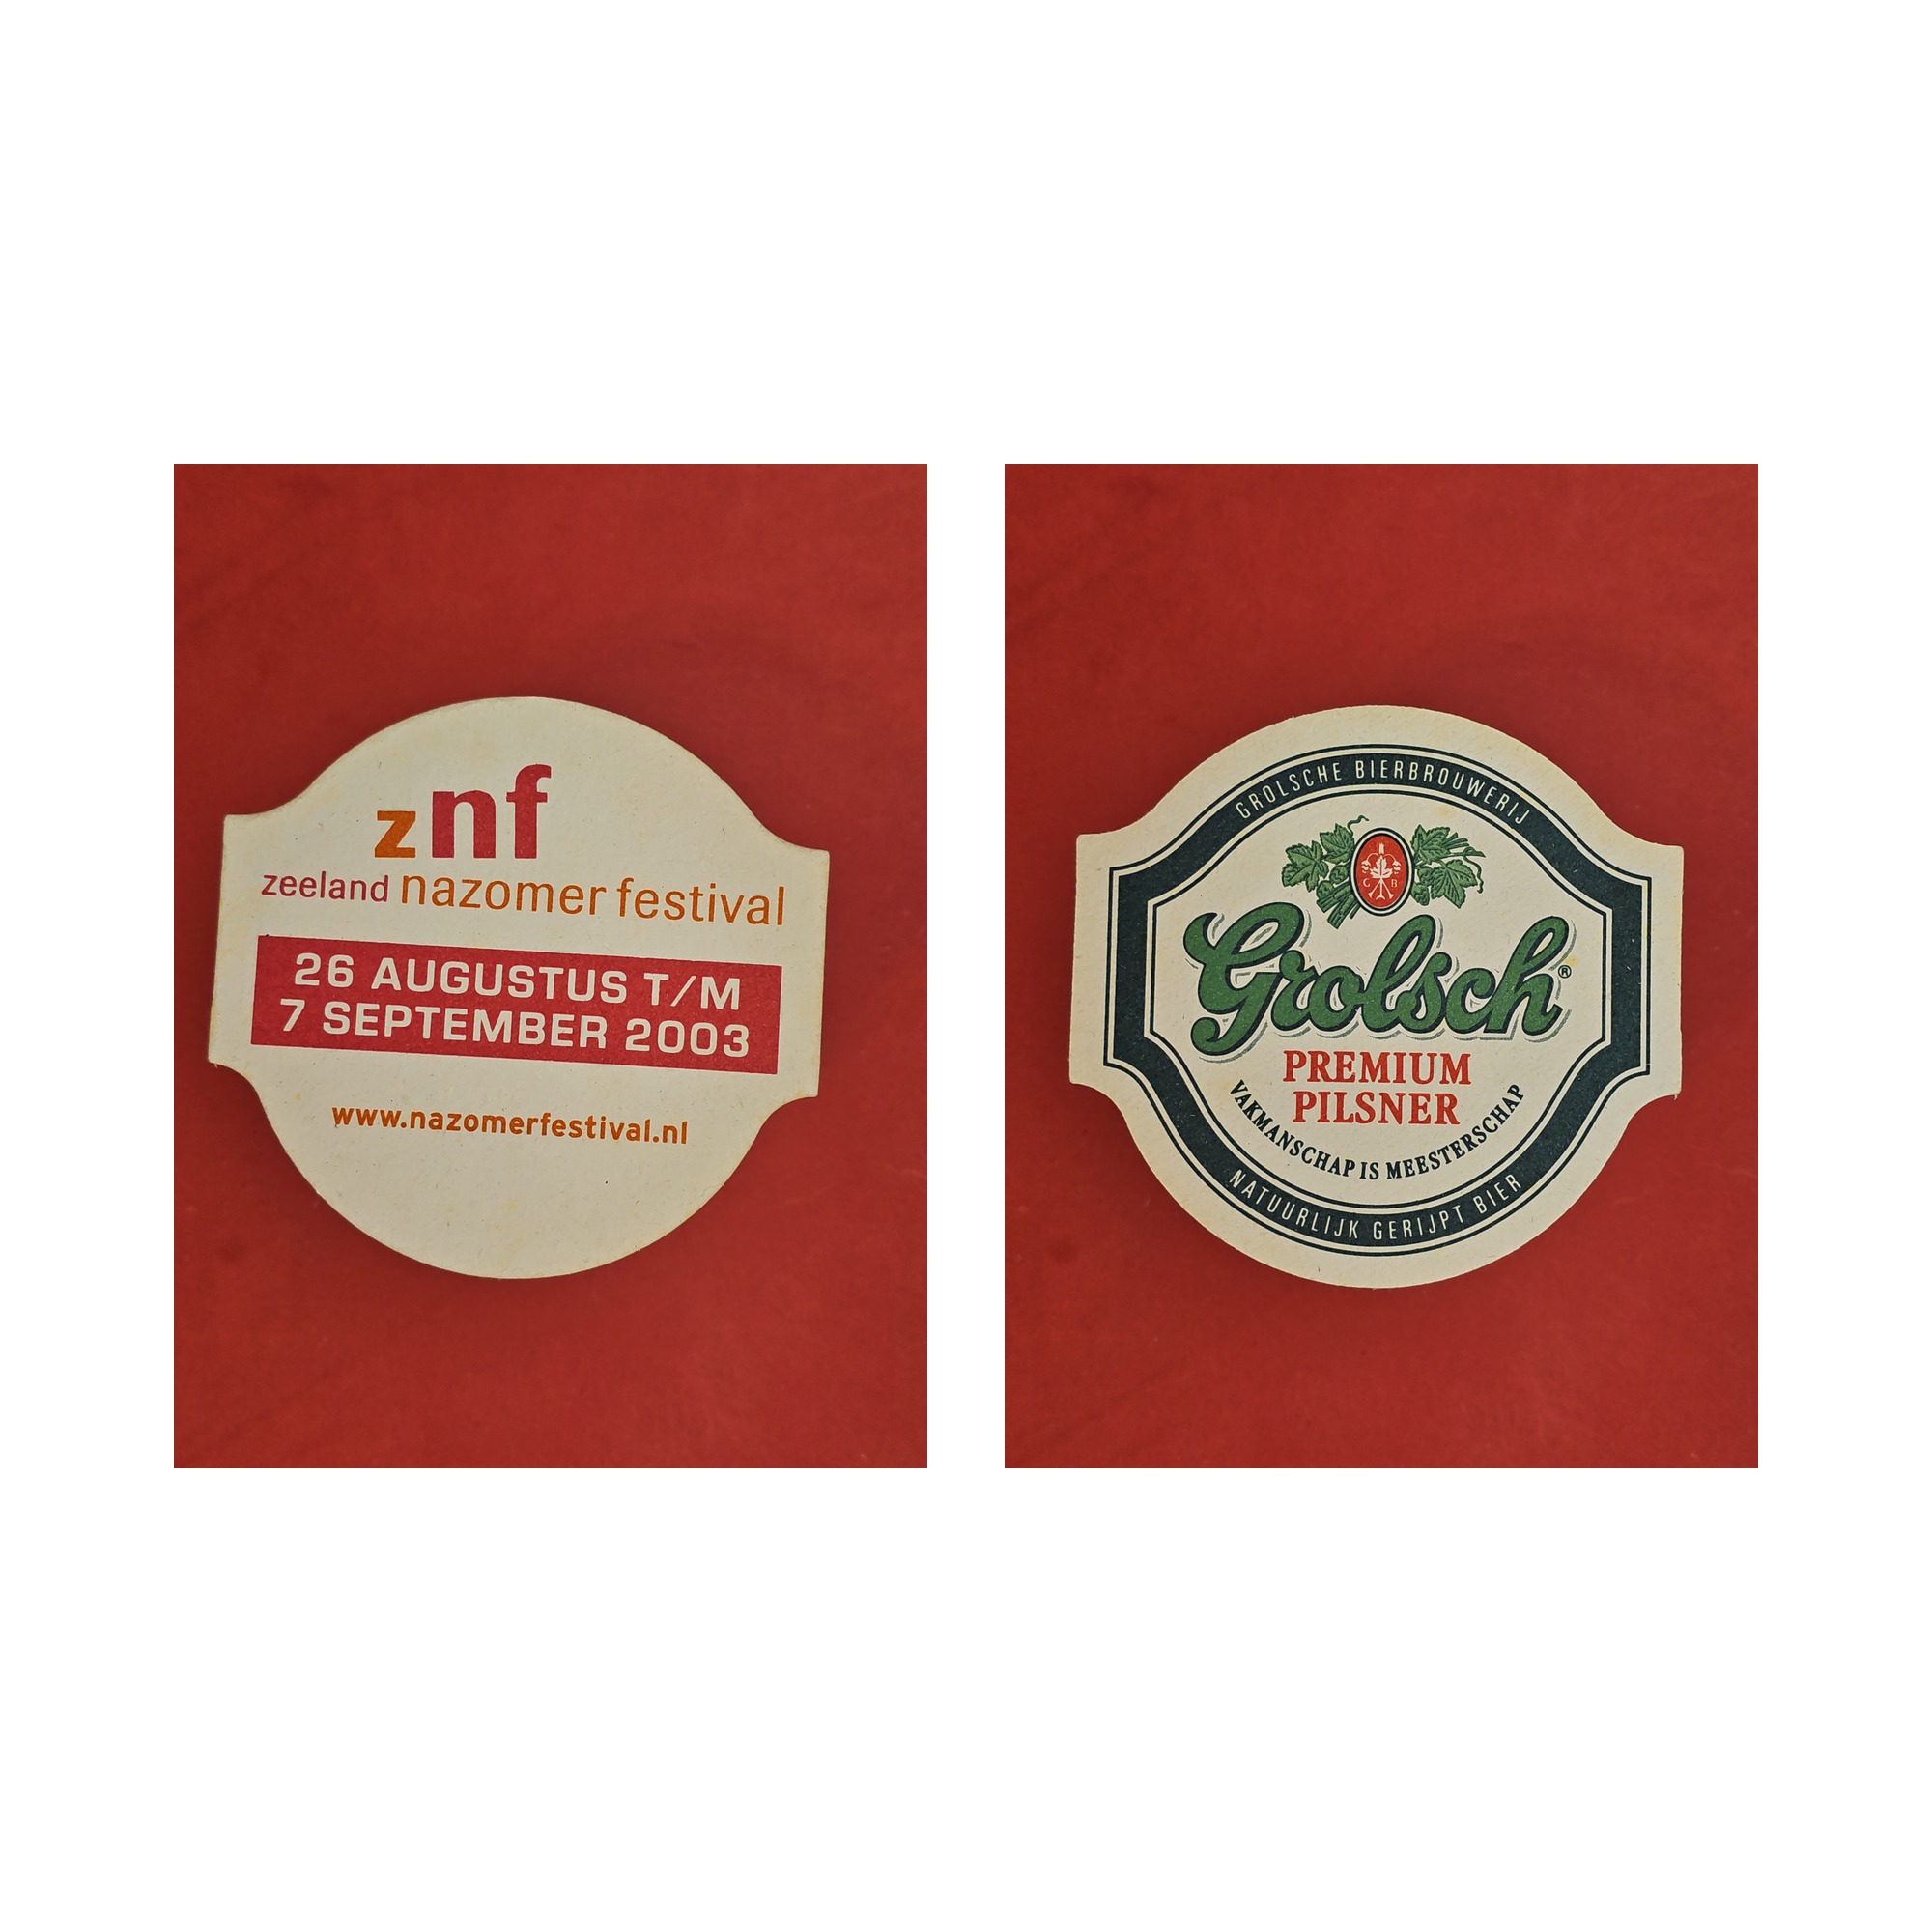 znf
zeeland nazomer festival
26 AUGUSTUS T/M
7 SEPTEMBER 2003
www.nazomerfestival.nl
GROLSCHE BIERBROUWERIJ
G B
Grolsch®
PREMIUM
PILSNER
VAKMANSCHAP IS MEESTERSCHAP
NATUURLIJK GERIJPT BIER